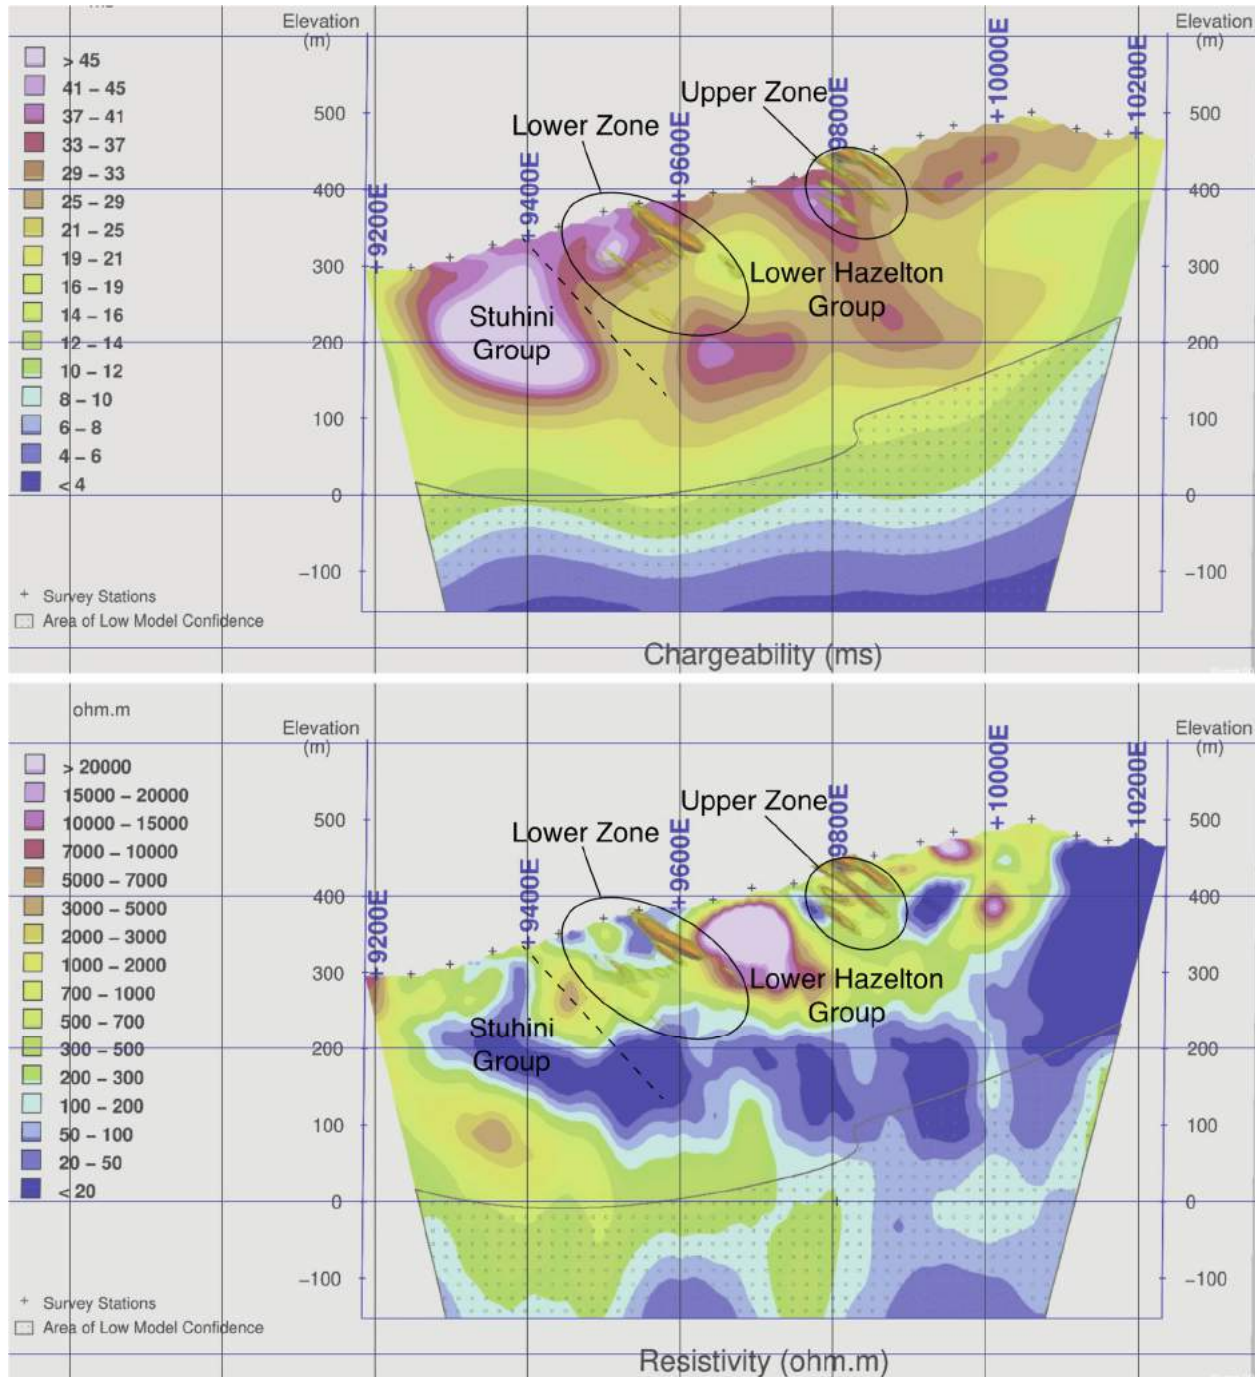 Elevation
(m)
Elevation
(m)
> 45
41 – 45
37 – 41
33 – 37
29 – 33
25 – 29
21 – 25
19 – 21
16 – 19
14 – 16
12 – 14
10 – 12
8 – 10
6 – 8
4 – 6
< 4
500
400
300
200
100
0
−100
500
400
300
200
100
0
−100
+9200E
+9400E
+9600E
9800E
+10000E
+10200E
Upper Zone
Lower Zone
Stuhini
Group
Lower Hazelton
Group
+ Survey Stations
Area of Low Model Confidence
Chargeability (ms)
ohm.m
Elevation
(m)
Elevation
(m)
> 20000
15000 – 20000
10000 – 15000
7000 – 10000
5000 – 7000
3000 – 5000
2000 – 3000
1000 – 2000
700 – 1000
500 – 700
300 – 500
200 – 300
100 – 200
50 – 100
20 – 50
< 20
500
400
300
200
100
0
−100
500
400
300
200
100
0
−100
+9200E
+9400E
+9600E
9800E
+10000E
+10200E
Upper Zone
Lower Zone
Stuhini
Group
Lower Hazelton
Group
+ Survey Stations
Area of Low Model Confidence
Resistivity (ohm.m)